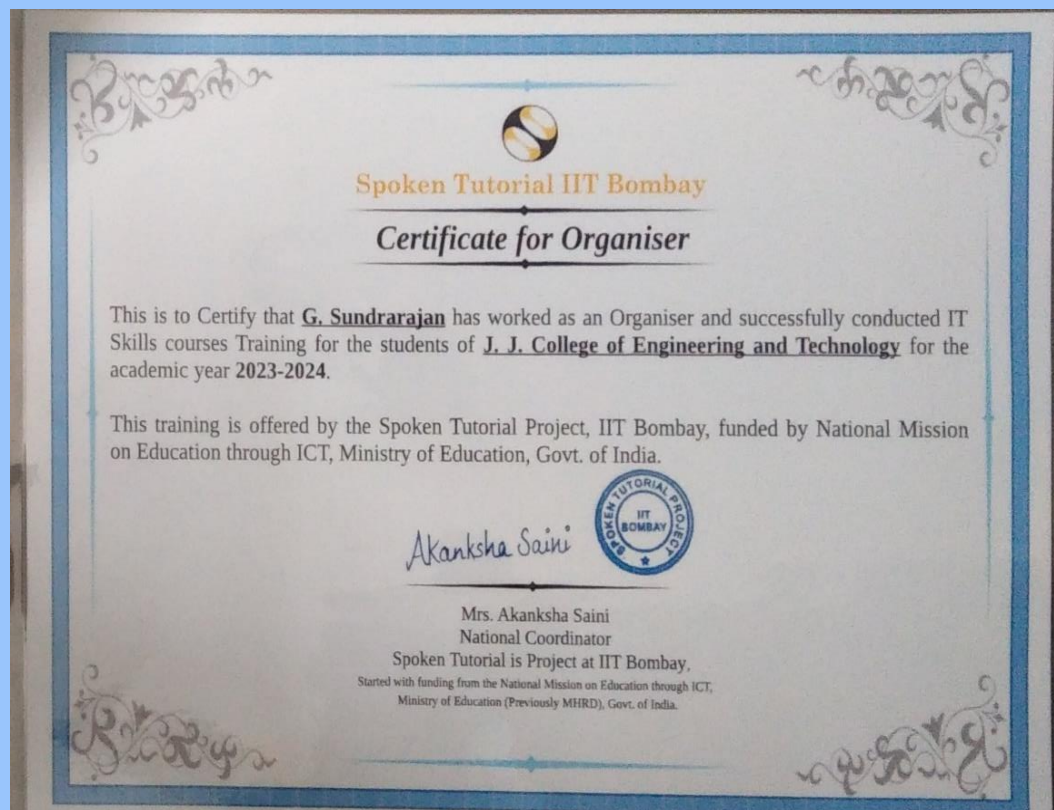 Spoken Tutorial IIT Bombay
Certificate for Organiser
This is to Certify that G. Sundrarajan has worked as an Organiser and successfully conducted IT
Skills courses Training for the students of J. J. College of Engineering and Technology for the
academic year 2023-2024.
This training is offered by the Spoken Tutorial Project, IIT Bombay, funded by National Mission
on Education through ICT, Ministry of Education, Govt. of India.
Akanksha Saini
SPOKEN TUTORIAL PROJECT
IIT
BOMBAY
Mrs. Akanksha Saini
National Coordinator
Spoken Tutorial is Project at IIT Bombay,
Started with funding from the National Mission on Education through ICT,
Ministry of Education (Previously MHRD), Govt. of India.